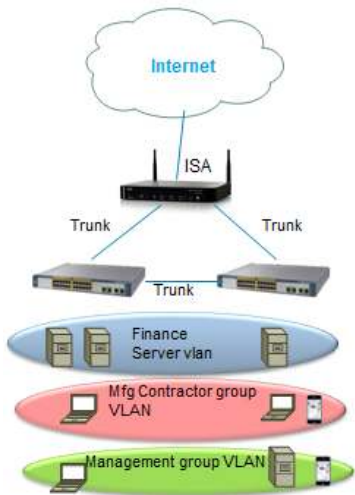 Internet
ISA
Trunk
Trunk
Trunk
Finance
Server vlan
Mfg Contractor group
VLAN
Management group VLAN